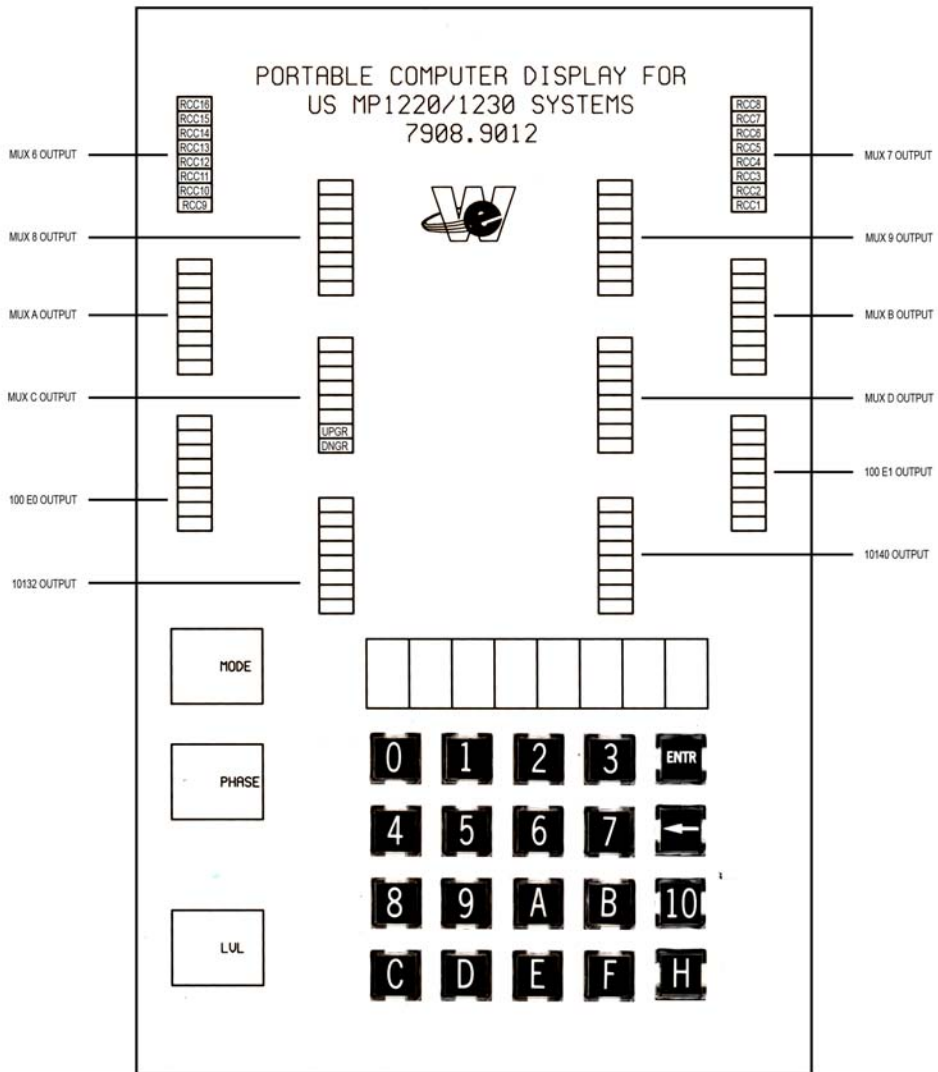 PORTABLE COMPUTER DISPLAY FOR
US MP1220/1230 SYSTEMS
7908.9012
RCC16
RCC15
RCC14
RCC13
RCC12
RCC11
RCC10
RCC9
RCC8
RCC7
RCC6
RCC5
RCC4
RCC3
RCC2
RCC1
MUX 6 OUTPUT
MUX 7 OUTPUT
W
MUX 8 OUTPUT
MUX 9 OUTPUT
MUX A OUTPUT
MUX B OUTPUT
MUX C OUTPUT
MUX D OUTPUT
UPGR
DNGR
100 E0 OUTPUT
100 E1 OUTPUT
10132 OUTPUT
10140 OUTPUT
MODE
PHASE
LVL
0 1 2 3 ENTR
4 5 6 7 ←
8 9 A B 10
C D E F H